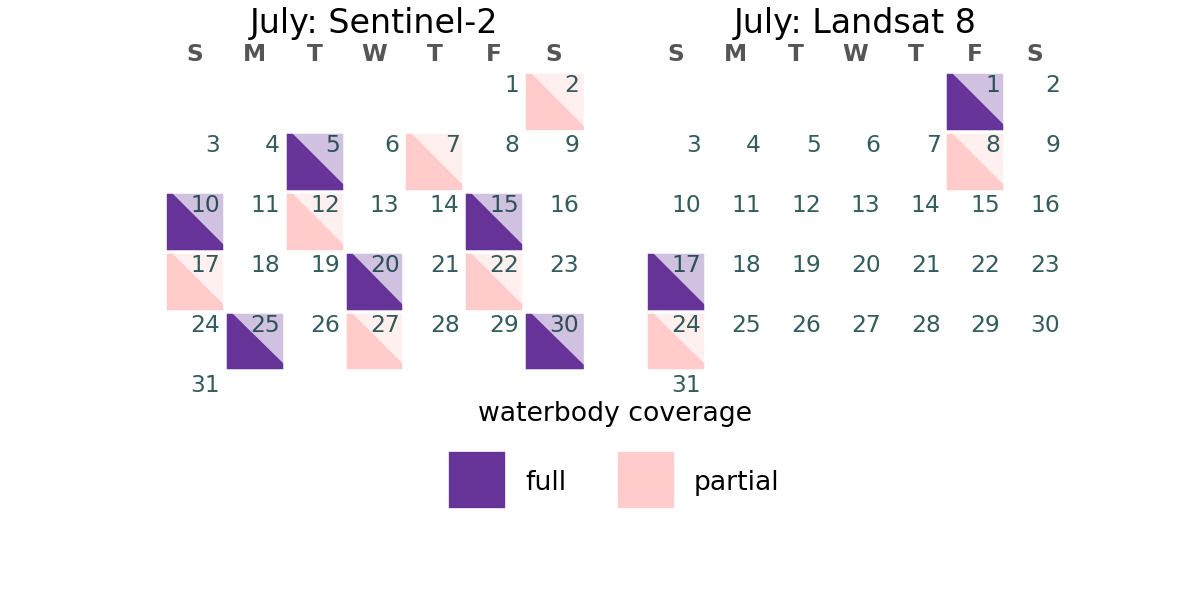 July: Sentinel-2
S M T W T F S
1 2
3 4 5 6 7 8 9
10 11 12 13 14 15 16
17 18 19 20 21 22 23
24 25 26 27 28 29 30
31
July: Landsat 8
S M T W T F S
1 2
3 4 5 6 7 8 9
10 11 12 13 14 15 16
17 18 19 20 21 22 23
24 25 26 27 28 29 30
31
waterbody coverage
full partial